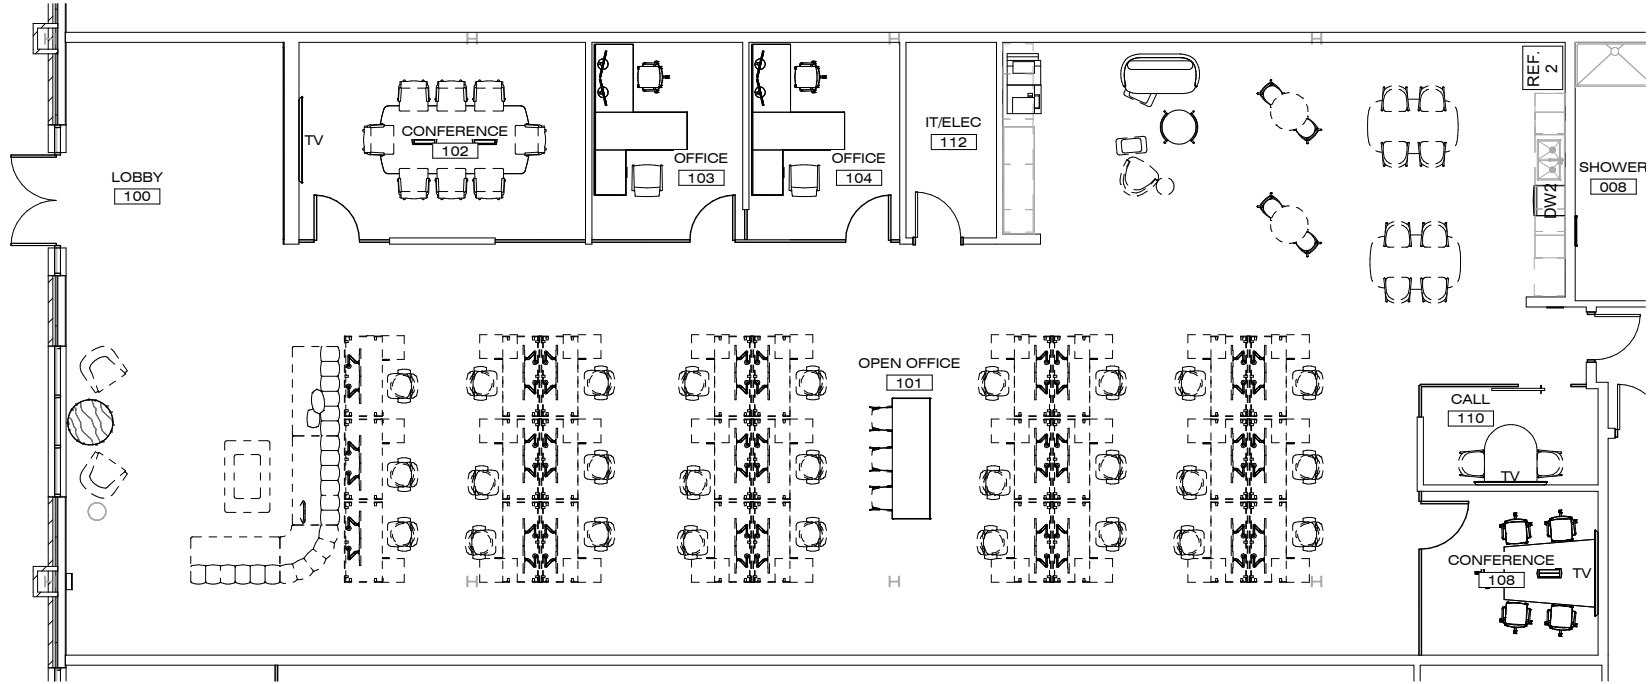 REF.
2
IT/ELEC
112
CONFERENCE
102
TV
OFFICE
103
OFFICE
104
SHOWER
008
LOBBY
100
DW2
OPEN OFFICE
101
CALL
110
TV
CONFERENCE
108
TV